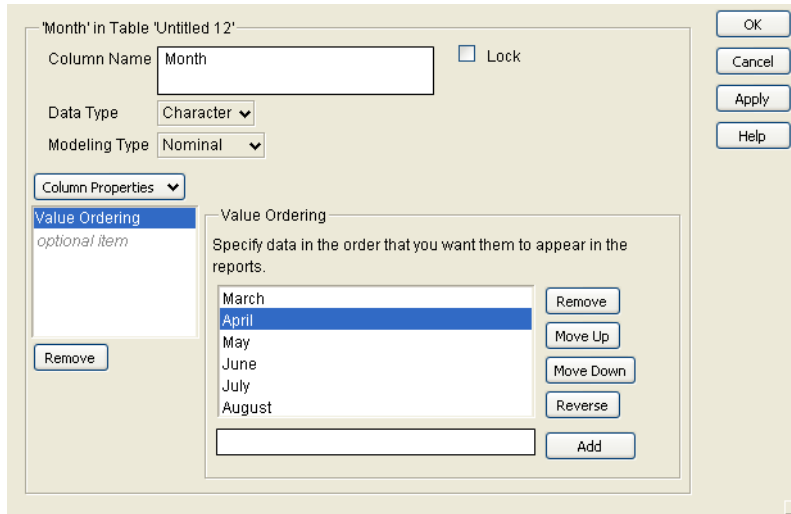 'Month' in Table 'Untitled 12'
Column Name
Month
Lock
Data Type
Character
Modeling Type
Nominal
Column Properties
Value Ordering
optional item
Remove
Value Ordering
Specify data in the order that you want them to appear in the
reports.
March
April
May
June
July
August
Remove
Move Up
Move Down
Reverse
Add
OK
Cancel
Apply
Help